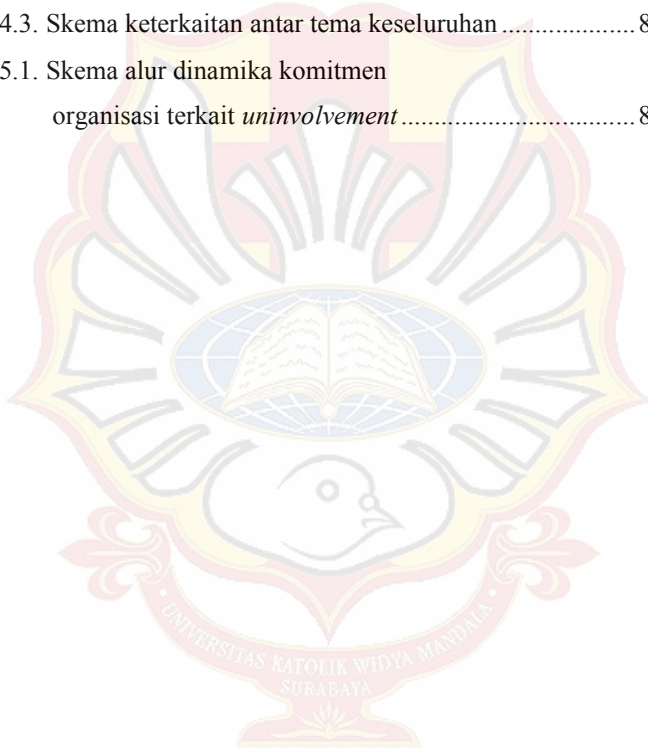 4.3. Skema keterkaitan antar tema keseluruhan ................... 8
5.1. Skema alur dinamika komitmen
organisasi terkait uninvolvement ................................. 8
UNIVERSITAS KATOLIK WIDYA MANDALA
SURABAYA